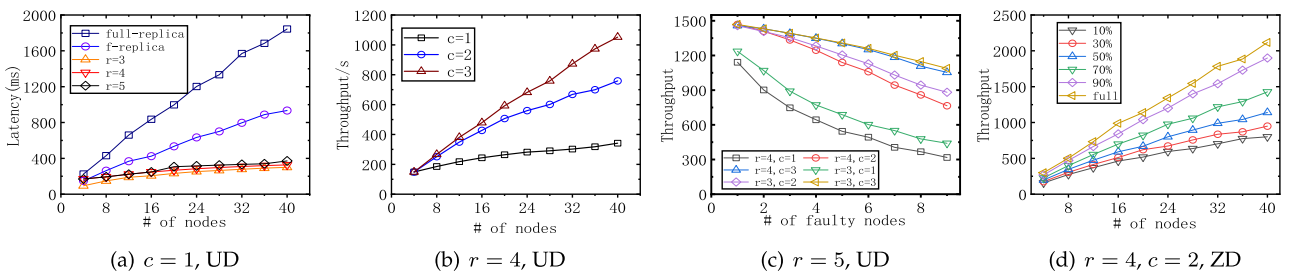 2000
1600
1200
800
400
0
Latency(ms)
full-replica
f-replica
r=3
r=4
r=5
0 8 16 24 32 40
# of nodes
(a) c = 1, UD
1200
1000
800
600
400
200
0
Throughput/s
c=1
c=2
c=3
0 8 16 24 32 40
# of nodes
(b) r = 4, UD
1500
1200
900
600
300
0
Throughput
r=4, c=1 r=4, c=2
r=4, c=3 r=3, c=1
r=3, c=2 r=3, c=3
0 2 4 6 8
# of faulty nodes
(c) r = 5, UD
2500
2000
1500
1000
500
0
Throughput
10%
30%
50%
70%
90%
full
8 16 24 32 40
# of nodes
(d) r = 4, c = 2, ZD